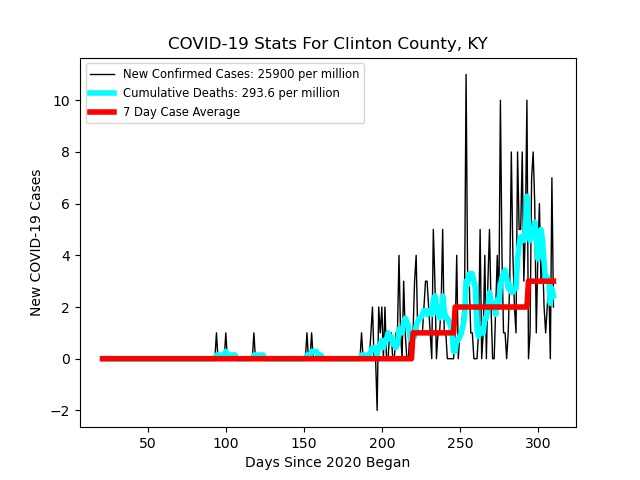 COVID-19 Stats For Clinton County, KY
New Confirmed Cases: 25900 per million
Cumulative Deaths: 293.6 per million
7 Day Case Average
New COVID-19 Cases
10
8
6
4
2
0
−2
50 100 150 200 250 300
Days Since 2020 Began